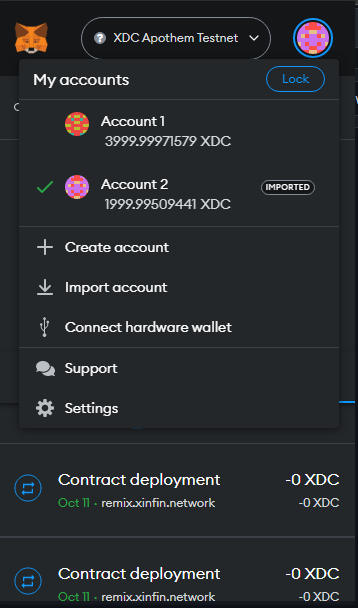 XDC Apothem Testnet
My accounts
Lock
Account 1
3999.99971579 XDC
Account 2
IMPORTED
1999.99509441 XDC
Create account
Import account
Connect hardware wallet
Support
Settings
Contract deployment
-0 XDC
Oct 11 · remix.xinfin.network
-0 XDC
Contract deployment
-0 XDC
Oct 11 · remix.xinfin.network
-0 XDC